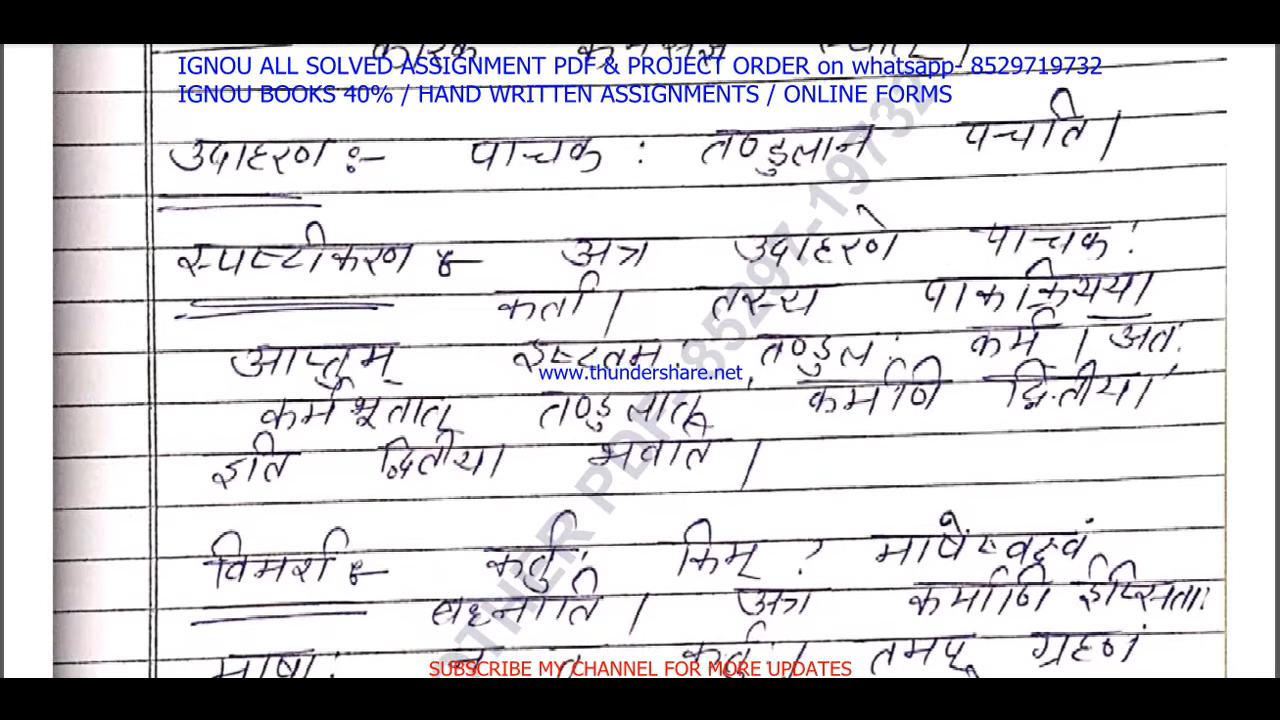 IGNOU ALL SOLVED ASSIGNMENT PDF & PROJECT ORDER on whatsapp- 8529719732
IGNOU BOOKS 40% / HAND WRITTEN ASSIGNMENTS / ONLINE FORMS
उदाहरण :- पाचक : तण्डुलान पचति ।
स्पष्टीकरण :- अत्र उदाहरणे पाचक :
कर्ता । तस्य पाकक्रियया
आप्तुम् इष्टतम : तण्डुल : कर्म । अत :
www.thundershare.net
कर्मभूतात् तण्डुलात् 'कर्मणि द्वितीया'
इति द्वितीया भवति ।
विमर्श :- कर्तु : किम् ? माषेष्वश्वं
अत्र कर्मणि ईप्सिता :
माषा : न तु कर्तु : । तमप् ग्रहणं
SUBSCRIBE MY CHANNEL FOR MORE UPDATES